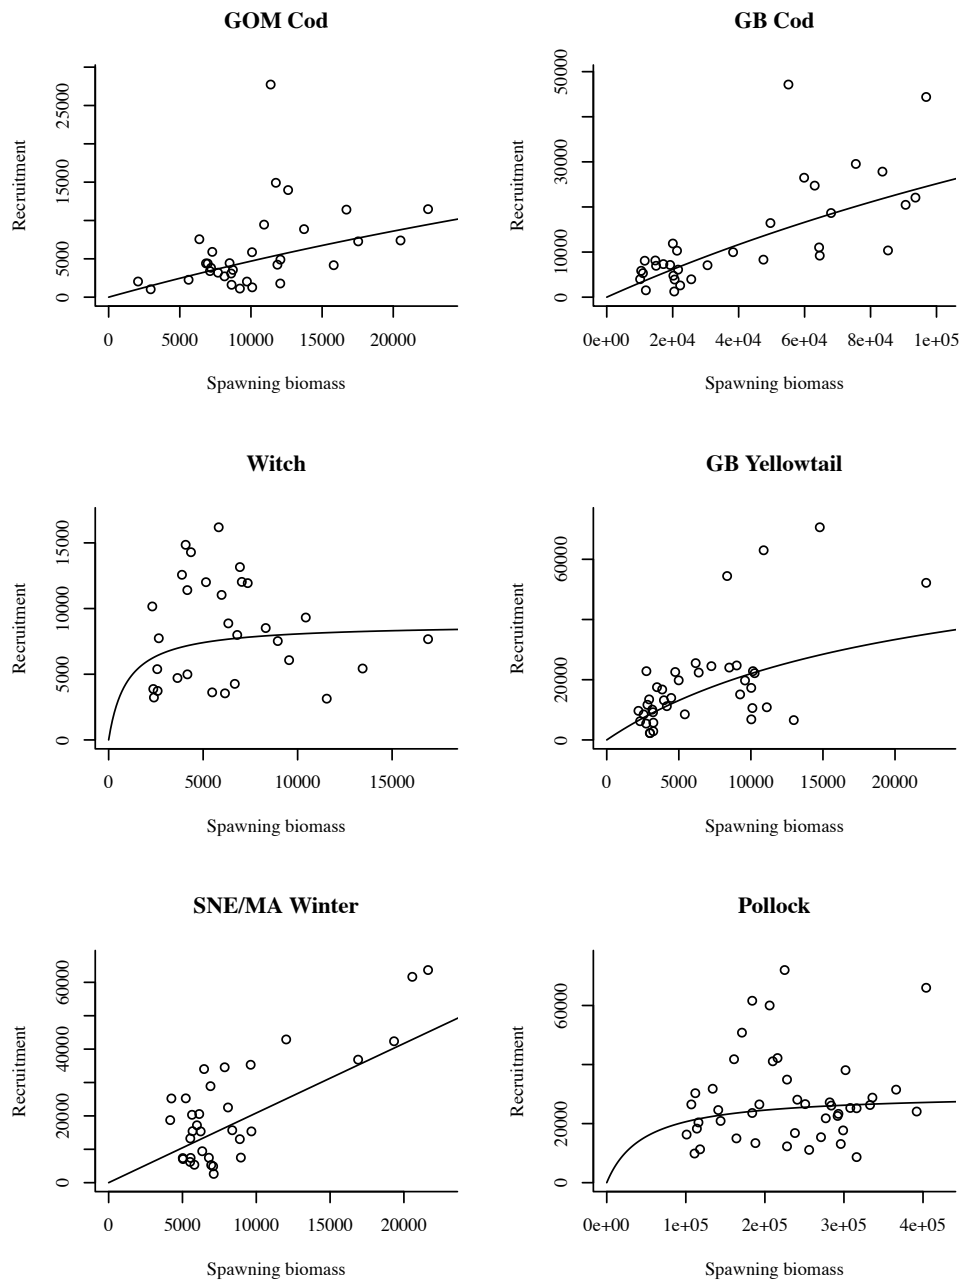 GOM Cod
Recruitment
0 5000 15000 25000
0 5000 10000 15000 20000
Spawning biomass
GB Cod
Recruitment
0 10000 30000 50000
0e+00 2e+04 4e+04 6e+04 8e+04 1e+05
Spawning biomass
Witch
Recruitment
0 5000 10000 15000
0 5000 10000 15000
Spawning biomass
GB Yellowtail
Recruitment
0 20000 60000
0 5000 10000 15000 20000
Spawning biomass
SNE/MA Winter
Recruitment
0 20000 40000 60000
0 5000 10000 15000 20000
Spawning biomass
Pollock
Recruitment
0 20000 60000
0e+00 1e+05 2e+05 3e+05 4e+05
Spawning biomass